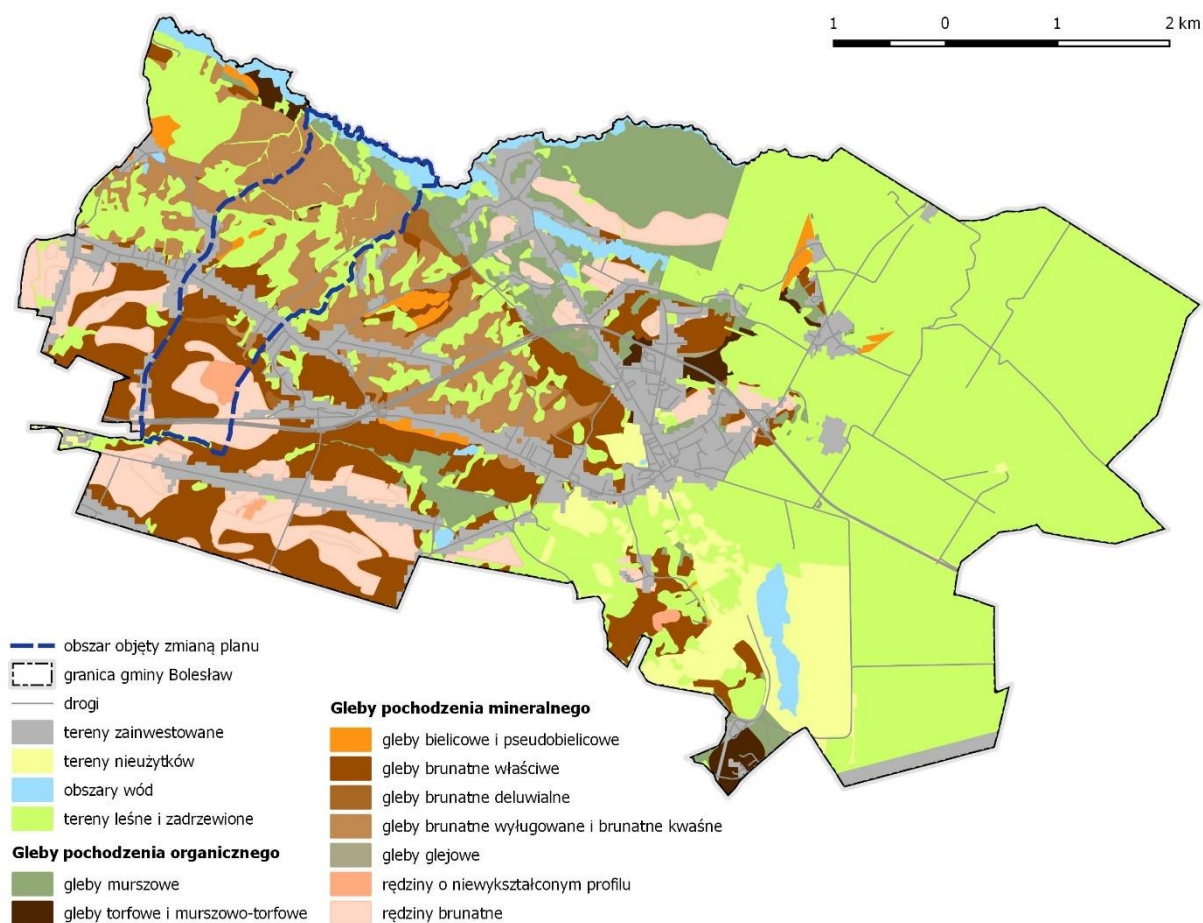 1 0 1 2 km
obszar objęty zmianą planu
granica gminy Bolesław
drogi
tereny zainwestowane
tereny nieużytków
obszary wód
tereny leśne i zadrzewione
Gleby pochodzenia organicznego
gleby murszowe
gleby torfowe i murszowo-torfowe
Gleby pochodzenia mineralnego
gleby bielicowe i pseudobielicowe
gleby brunatne właściwe
gleby brunatne deluwialne
gleby brunatne wyługowane i brunatne kwaśne
gleby glejowe
rędziny o niewykształconym profilu
rędziny brunatne